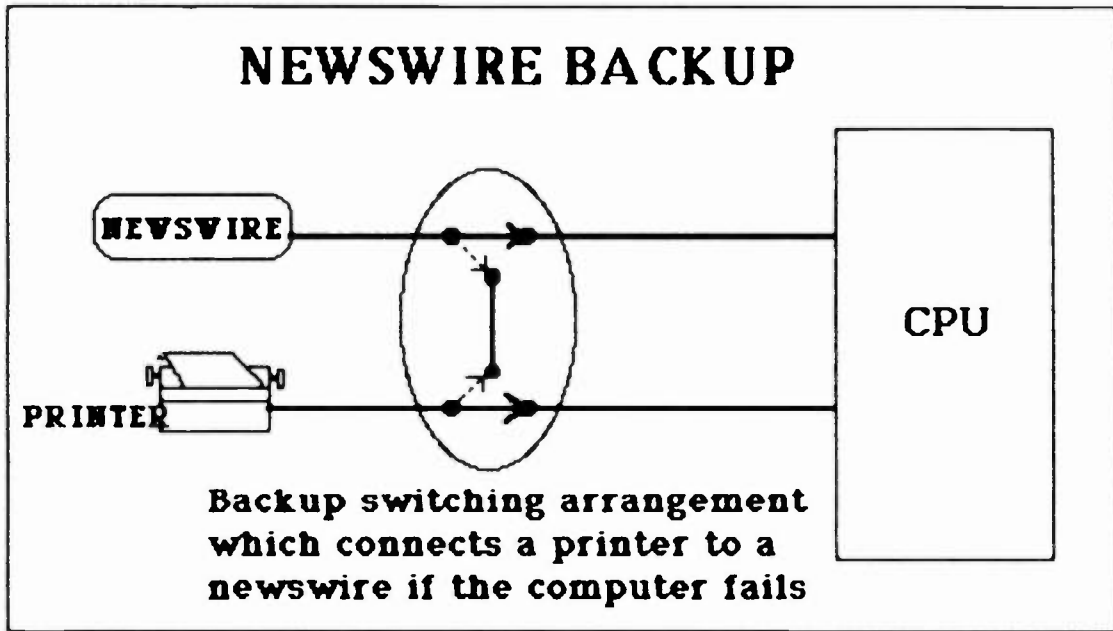 NEWSWIRE BACKUP
NEWSWIRE
CPU
PRINTER
Backup switching arrangement
which connects a printer to a
newswire if the computer fails